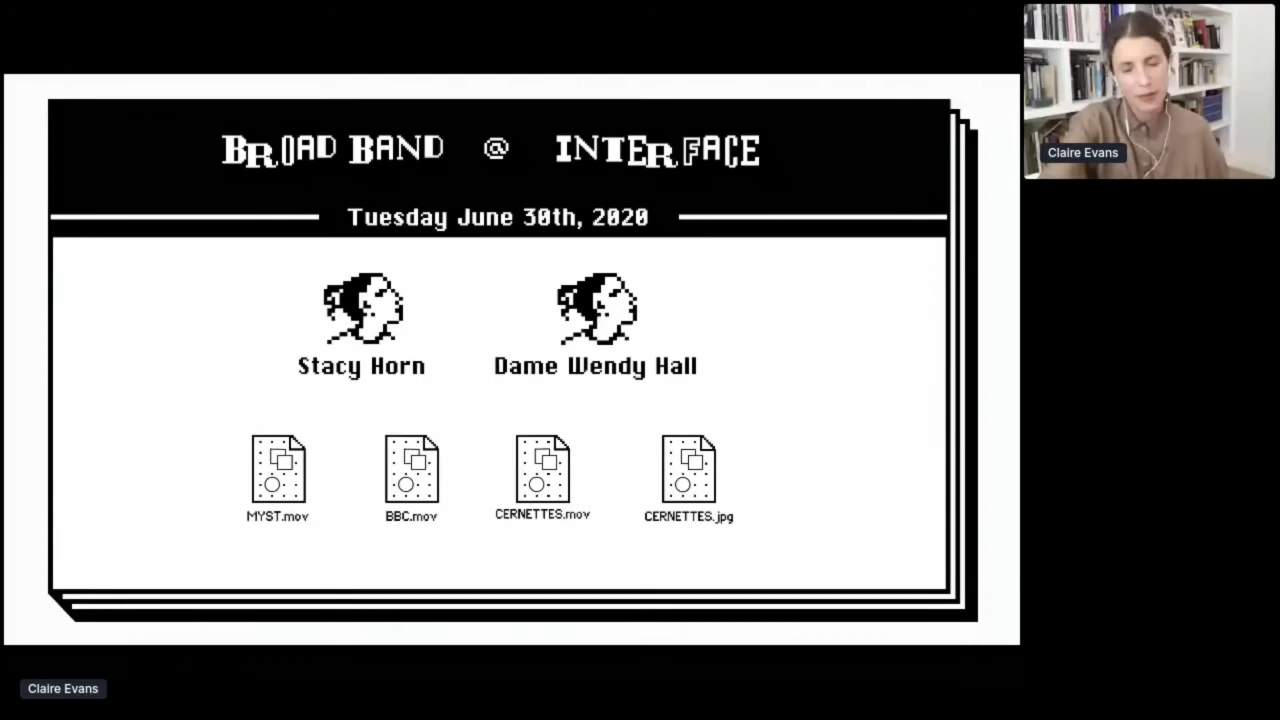 BROAD BAND @ INTERFACE
Claire Evans
Tuesday June 30th, 2020
Stacy Horn Dame Wendy Hall
MYST.mov BBC.mov CERNETTES.mov CERNETTES.jpg
Claire Evans